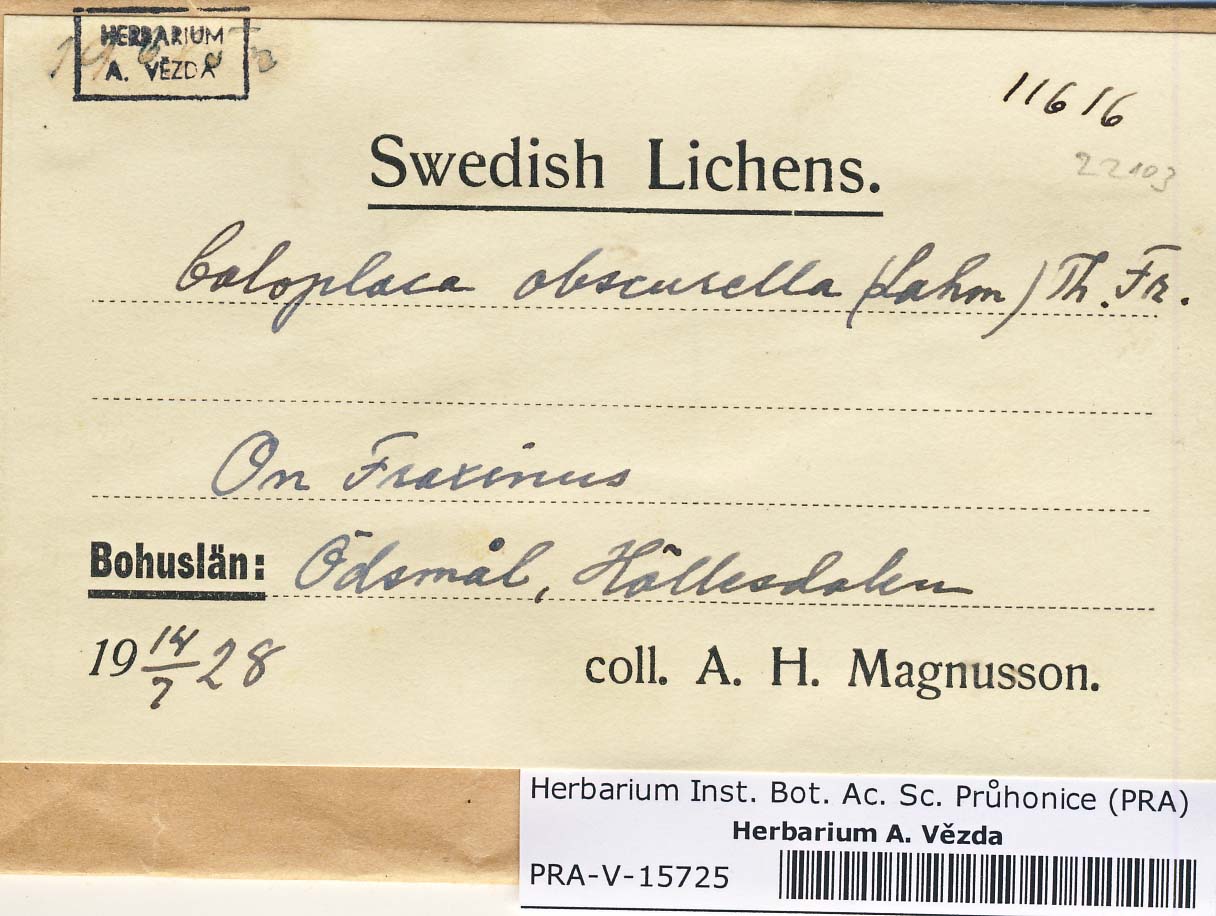 HERBARIUM
A. VĚZDA
11616
22103
Swedish Lichens.
Caloplaca obscurella (Lahm) Th. Fr.
On Fraxinus
Bohuslän: Ödsmål, Hällesdalen
19 14/7 28 coll. A. H. Magnusson.
Herbarium Inst. Bot. Ac. Sc. Průhonice (PRA)
Herbarium A. Vězda
PRA-V-15725